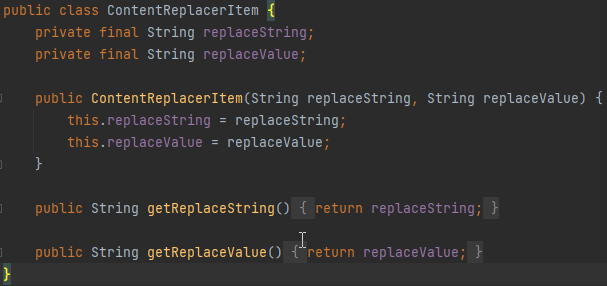 public class ContentReplacerItem {
    private final String replaceString;
    private final String replaceValue;

    public ContentReplacerItem(String replaceString, String replaceValue) {
        this.replaceString = replaceString;
        this.replaceValue = replaceValue;
    }

    public String getReplaceString() { return replaceString; }

    public String getReplaceValue() { return replaceValue; }
}